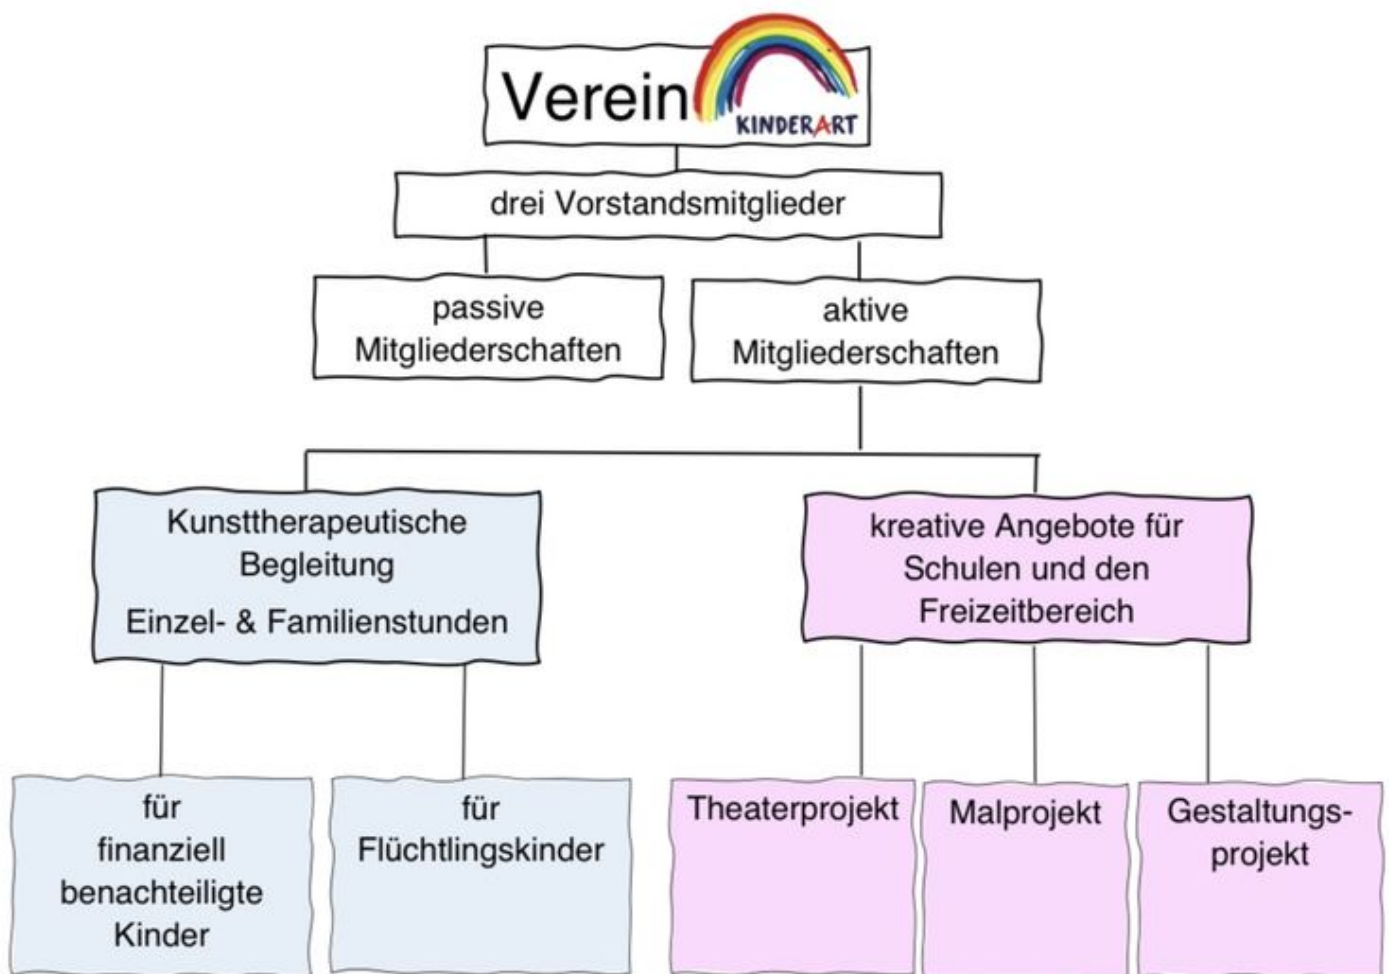 Verein
KINDERART
drei Vorstandsmitglieder
passive
Mitgliederschaften
aktive
Mitgliederschaften
Kunsttherapeutische
Begleitung
Einzel- & Familienstunden
kreative Angebote für
Schulen und den
Freizeitbereich
für
finanziell
benachteiligte
Kinder
für
Flüchtlingskinder
Theaterprojekt
Malprojekt
Gestaltungs-
projekt